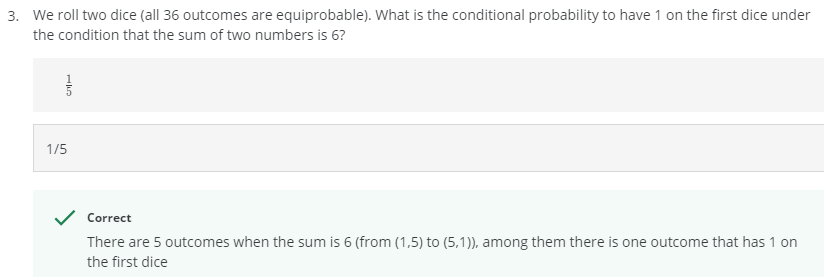 3. We roll two dice (all 36 outcomes are equiprobable). What is the conditional probability to have 1 on the first dice under
the condition that the sum of two numbers is 6?
1/5
1/5
Correct
There are 5 outcomes when the sum is 6 (from (1,5) to (5,1)), among them there is one outcome that has 1 on
the first dice